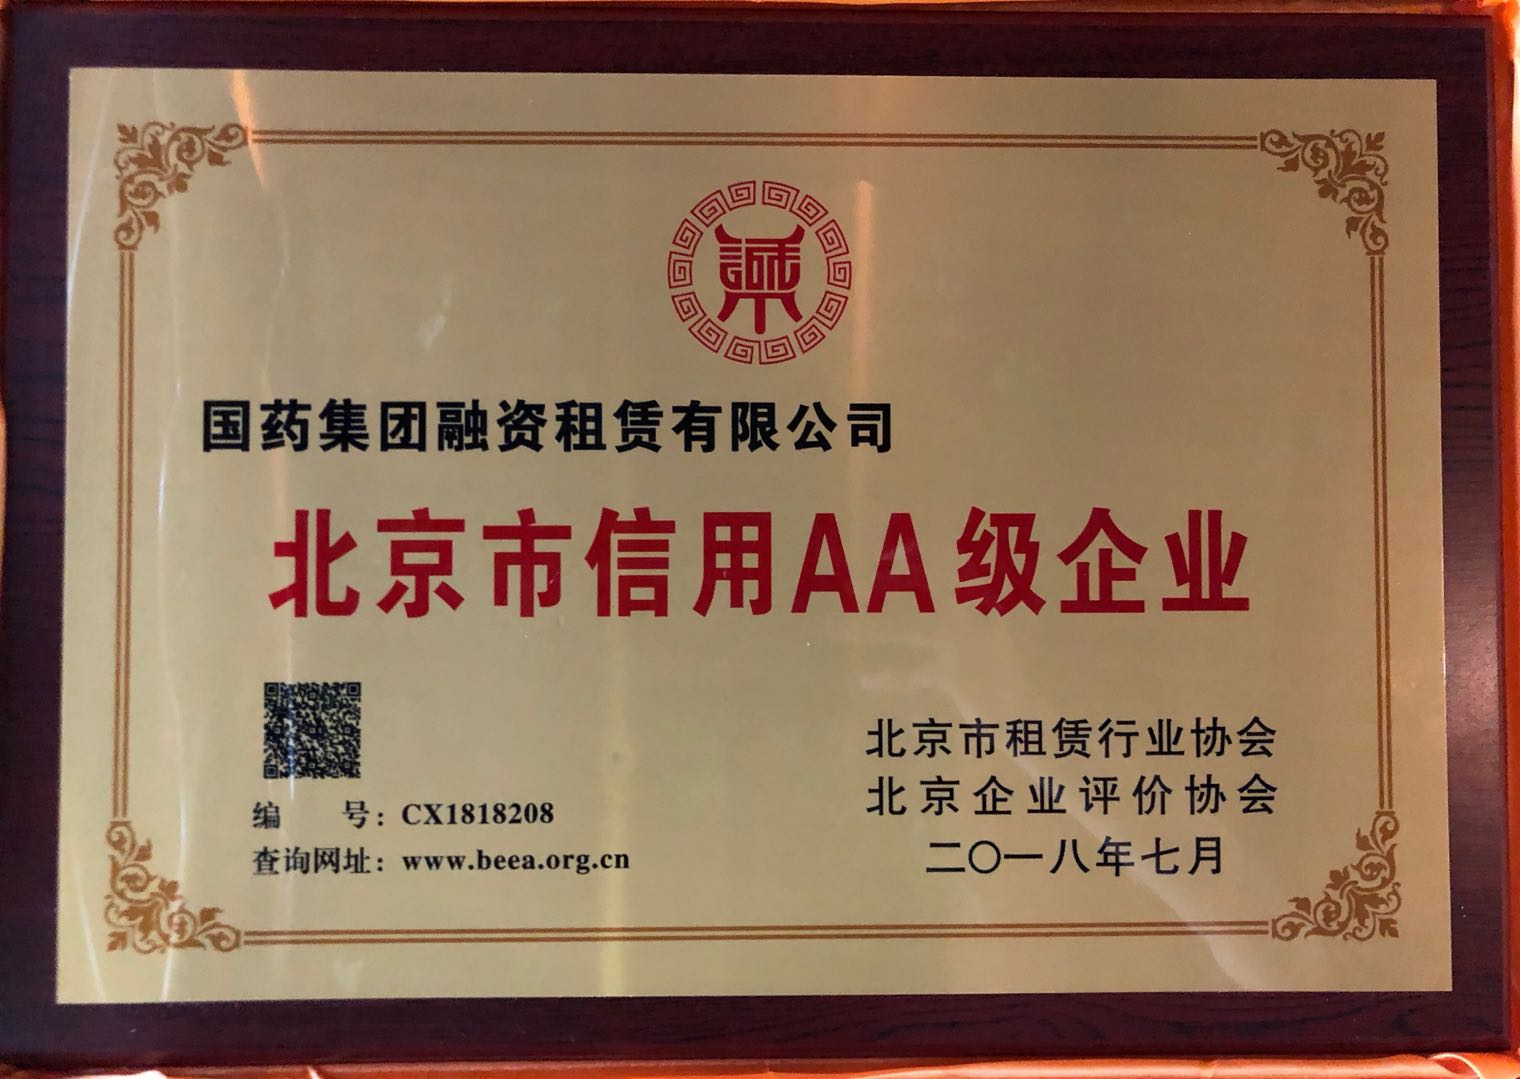 誠
国药集团融资租赁有限公司
北京市信用AA级企业
北京市租赁行业协会
北京企业评价协会
二〇一八年七月
编 号：CX1818208
查询网址：www.beea.org.cn